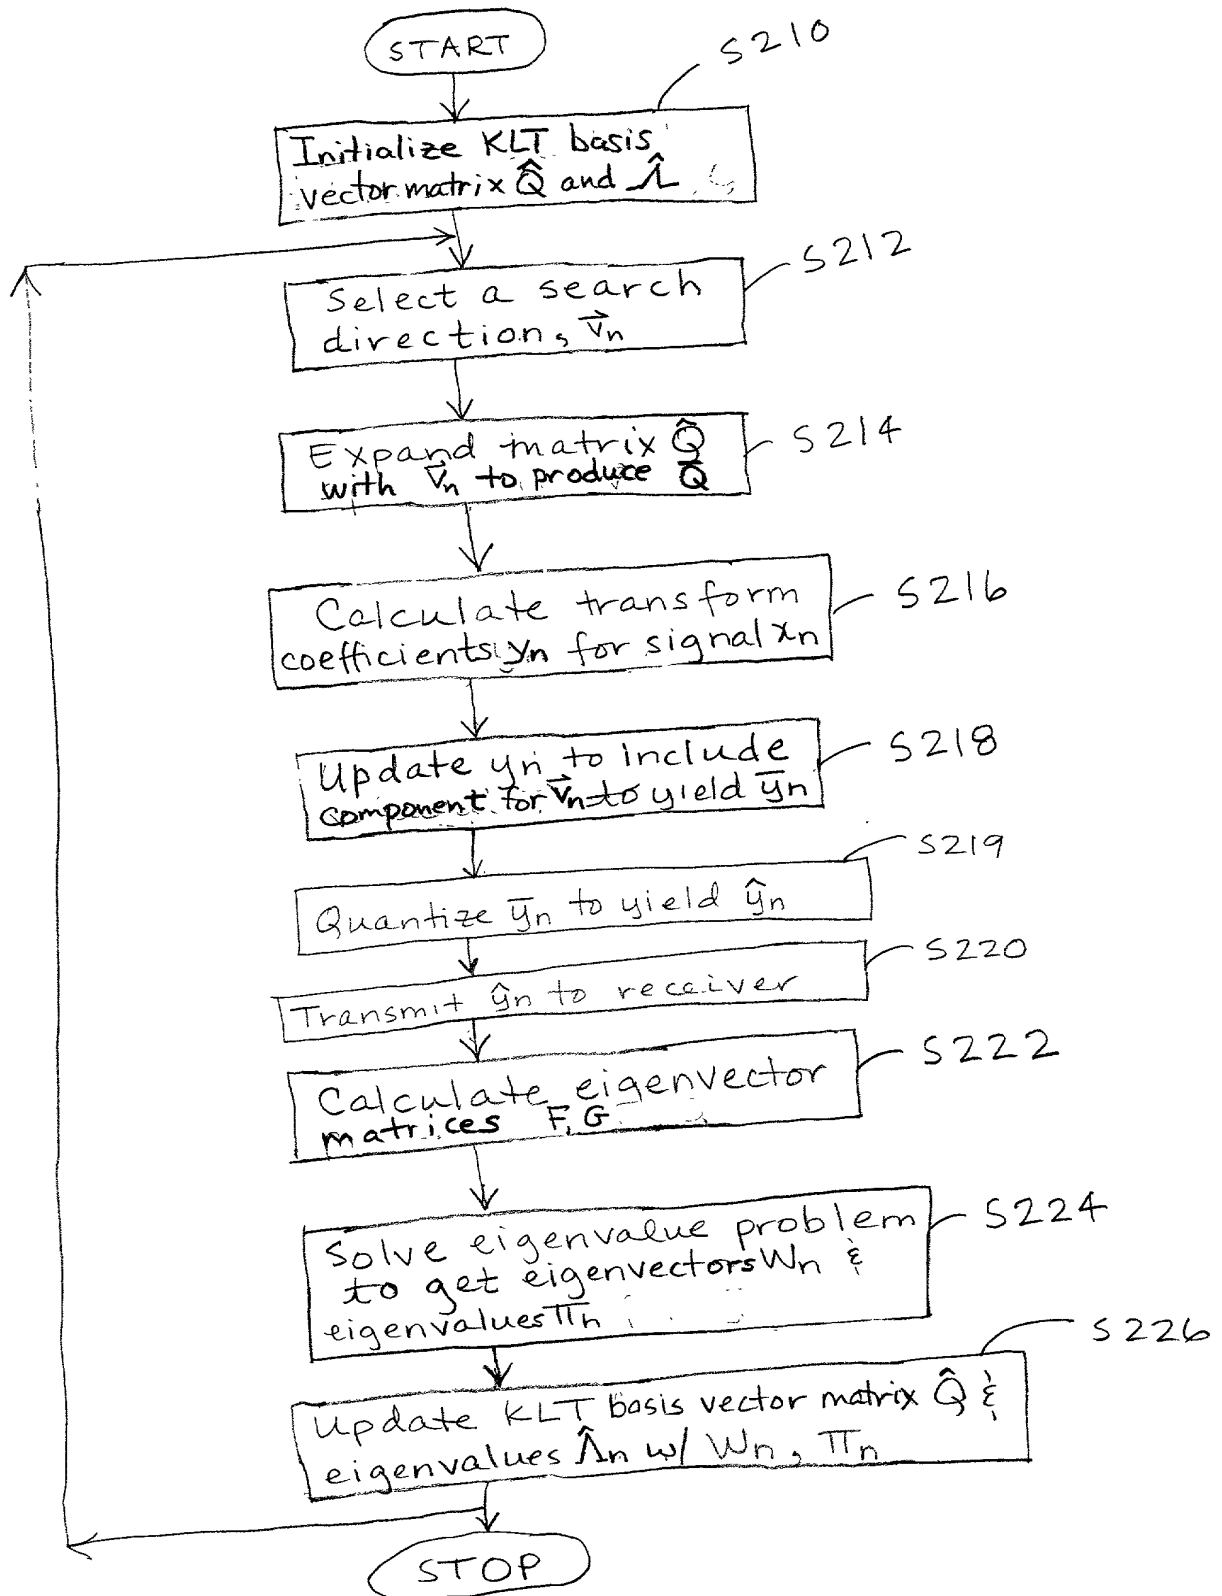 START
S210
Initialize KLT basis
vector matrix Q̂ and Λ̂
S212
Select a search
direction, v⃗n
S214
Expand matrix Q̂
with v⃗n to produce Q̄
S216
Calculate transform
coefficients yn for signal xn
S218
Update yn to include
component for v⃗n to yield ȳn
S219
Quantize ȳn to yield ŷn
S220
Transmit ŷn to receiver
S222
Calculate eigenvector
matrices F, G
S224
Solve eigenvalue problem
to get eigenvectors Wn &
eigenvalues Πn
S226
Update KLT basis vector matrix Q̂ &
eigenvalues Λ̂n w/ Wn, Πn
STOP